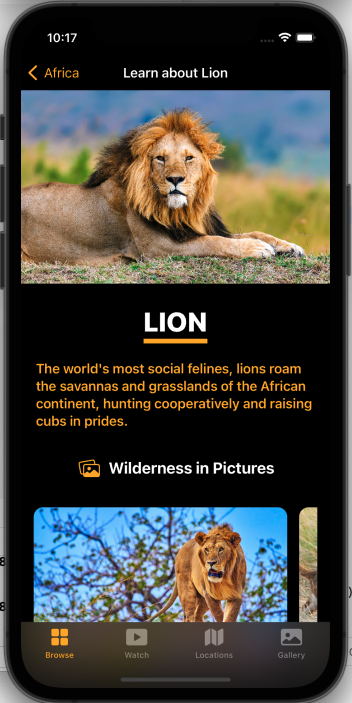 10:17
Africa
Learn about Lion
LION
The world's most social felines, lions roam
the savannas and grasslands of the African
continent, hunting cooperatively and raising
cubs in prides.
Wilderness in Pictures
Browse
Watch
Locations
Gallery